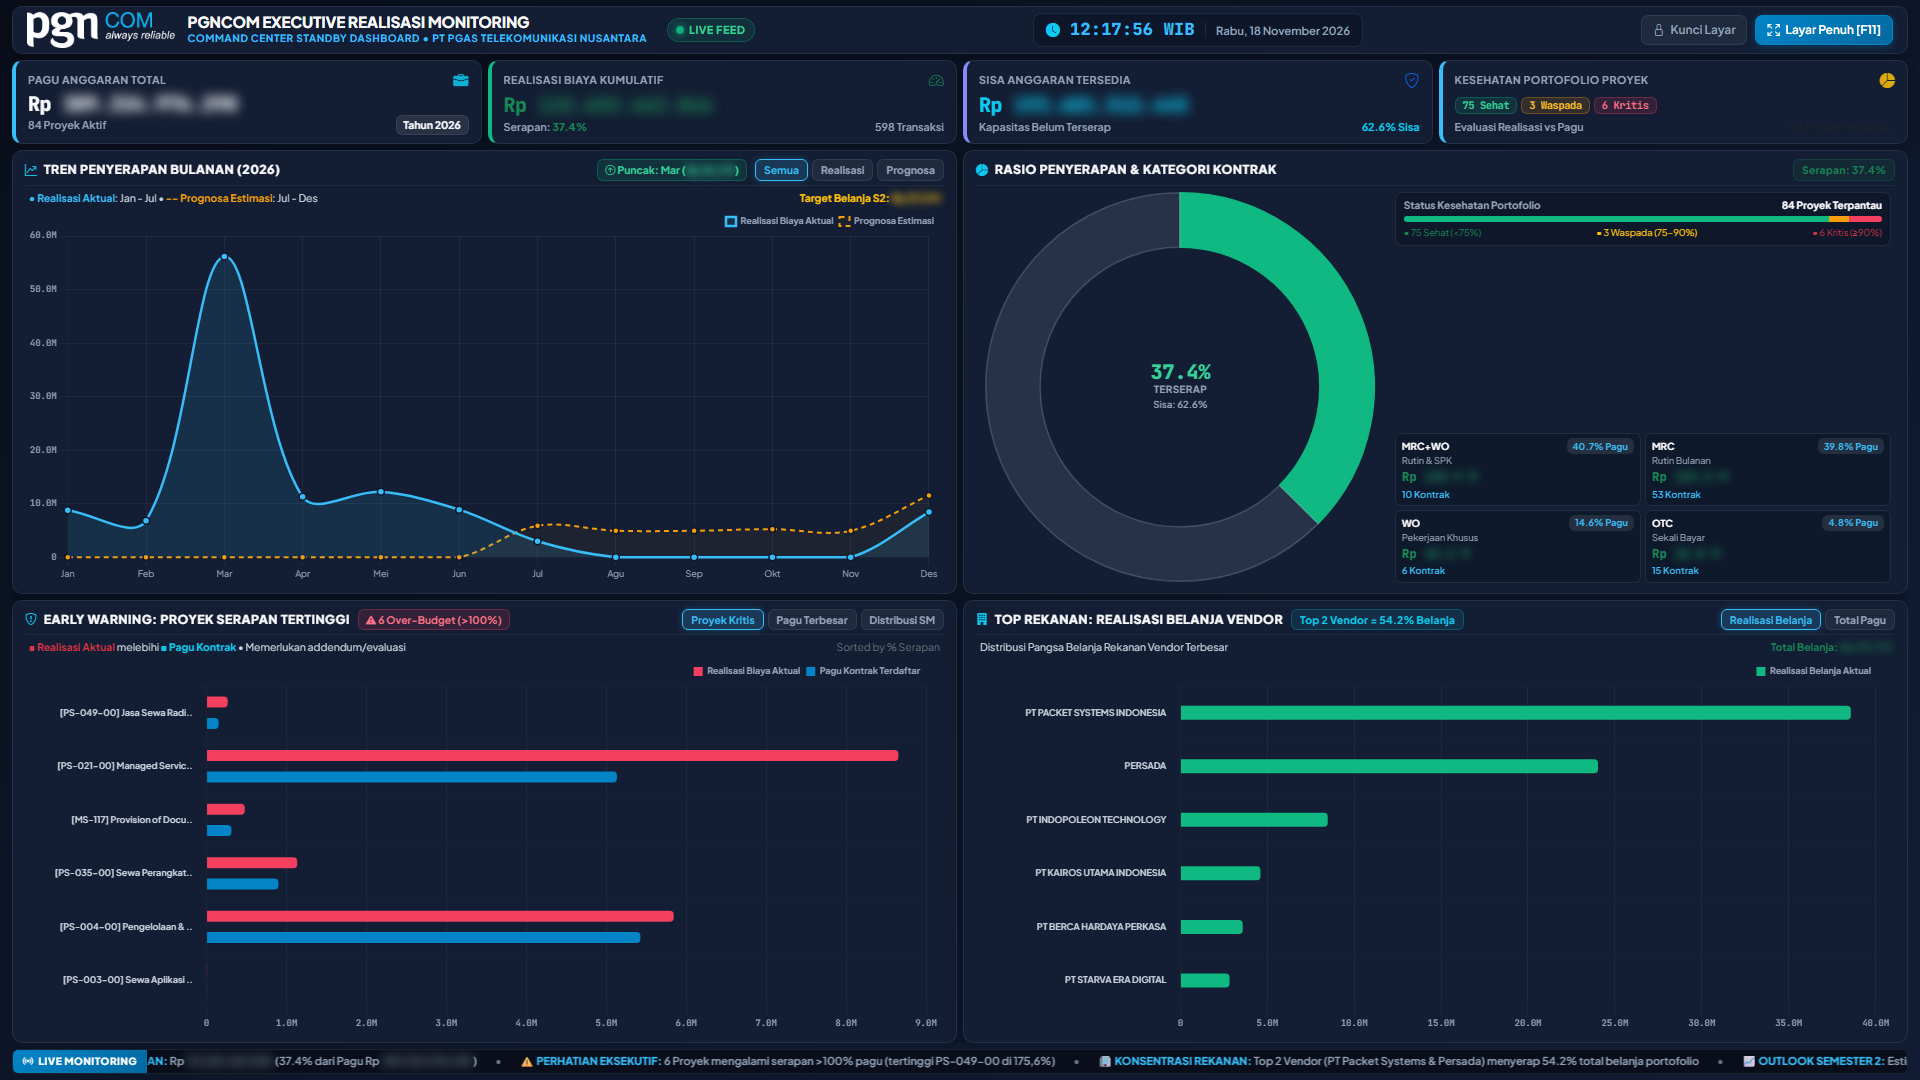 pgn COM
always reliable
PGNCOM EXECUTIVE REALISASI MONITORING
COMMAND CENTER STANDBY DASHBOARD • PT PGAS TELEKOMUNIKASI NUSANTARA
LIVE FEED
12:17:56 WIB
Rabu, 18 November 2026
Kunci Layar
Layar Penuh [F11]
PAGU ANGGARAN TOTAL
Rp
84 Proyek Aktif
Tahun 2026
REALISASI BIAYA KUMULATIF
Rp
Serapan: 37.4%
598 Transaksi
SISA ANGGARAN TERSEDIA
Rp
Kapasitas Belum Terserap
62.6% Sisa
KESEHATAN PORTOFOLIO PROYEK
75 Sehat 3 Waspada 6 Kritis
Evaluasi Realisasi vs Pagu
TREN PENYERAPAN BULANAN (2026)
Puncak: Mar ( )
Semua Realisasi Prognosa
• Realisasi Aktual: Jan - Jul • -- Prognosa Estimasi: Jul - Des
Target Belanja S2:
Realisasi Biaya Aktual Prognosa Estimasi
60.0M
50.0M
40.0M
30.0M
20.0M
10.0M
0
Jan Feb Mar Apr Mei Jun Jul Agu Sep Okt Nov Des
RASIO PENYERAPAN & KATEGORI KONTRAK
Serapan: 37.4%
37.4%
TERSERAP
Sisa: 62.6%
Status Kesehatan Portofolio
84 Proyek Terpantau
75 Sehat (<75%)
3 Waspada (75–90%)
6 Kritis (≥90%)
MRC+WO
40.7% Pagu
Rutin & SPK
Rp
10 Kontrak
MRC
39.8% Pagu
Rutin Bulanan
Rp
53 Kontrak
WO
14.6% Pagu
Pekerjaan Khusus
Rp
6 Kontrak
OTC
4.8% Pagu
Sekali Bayar
Rp
15 Kontrak
EARLY WARNING: PROYEK SERAPAN TERTINGGI
6 Over-Budget (>100%)
Proyek Kritis Pagu Terbesar Distribusi SM
Realisasi Aktual melebihi Pagu Kontrak • Memerlukan addendum/evaluasi
Sorted by % Serapan
Realisasi Biaya Aktual Pagu Kontrak Terdaftar
[PS-049-00] Jasa Sewa Radi..
[PS-021-00] Managed Servic..
[MS-117] Provision of Docu..
[PS-035-00] Sewa Perangkat..
[PS-004-00] Pengelolaan & ..
[PS-003-00] Sewa Aplikasi ..
0 1.0M 2.0M 3.0M 4.0M 5.0M 6.0M 7.0M 8.0M 9.0M
TOP REKANAN: REALISASI BELANJA VENDOR
Top 2 Vendor = 54.2% Belanja
Realisasi Belanja Total Pagu
Distribusi Pangsa Belanja Rekanan Vendor Terbesar
Total Belanja:
Realisasi Belanja Aktual
PT PACKET SYSTEMS INDONESIA
PERSADA
PT INDOPOLEON TECHNOLOGY
PT KAIROS UTAMA INDONESIA
PT BERCA HARDAYA PERKASA
PT STARVA ERA DIGITAL
0 5.0M 10.0M 15.0M 20.0M 25.0M 30.0M 35.0M 40.0M
LIVE MONITORING AN: Rp (37.4% dari Pagu Rp ) • PERHATIAN EKSEKUTIF: 6 Proyek mengalami serapan >100% pagu (tertinggi PS-049-00 di 175,6%) • KONSENTRASI REKANAN: Top 2 Vendor (PT Packet Systems & Persada) menyerap 54.2% total belanja portofolio • OUTLOOK SEMESTER 2: Esti